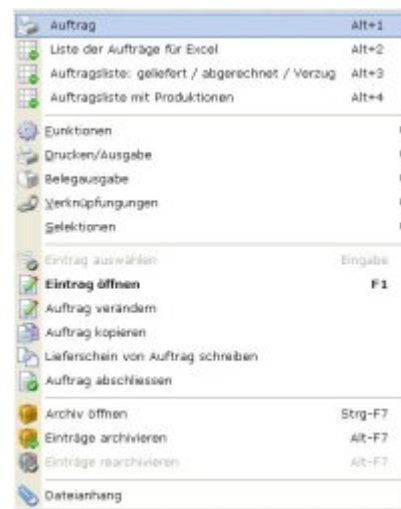 Auftrag Alt+1
Liste der Aufträge für Excel Alt+2
Auftragsliste: geliefert / abgerechnet / Verzug Alt+3
Auftragsliste mit Produktionen Alt+4
Funktionen
Drucken/Ausgabe
Belegausgabe
Verknüpfungungen
Selektionen
Eintrag auswählen Eingabe
Eintrag öffnen F1
Auftrag verändern
Auftrag kopieren
Lieferschein von Auftrag schreiben
Auftrag abschliessen
Archiv öffnen Strg-F7
Einträge archivieren Alt-F7
Einträge rearchivieren Alt-F7
Dateianhang